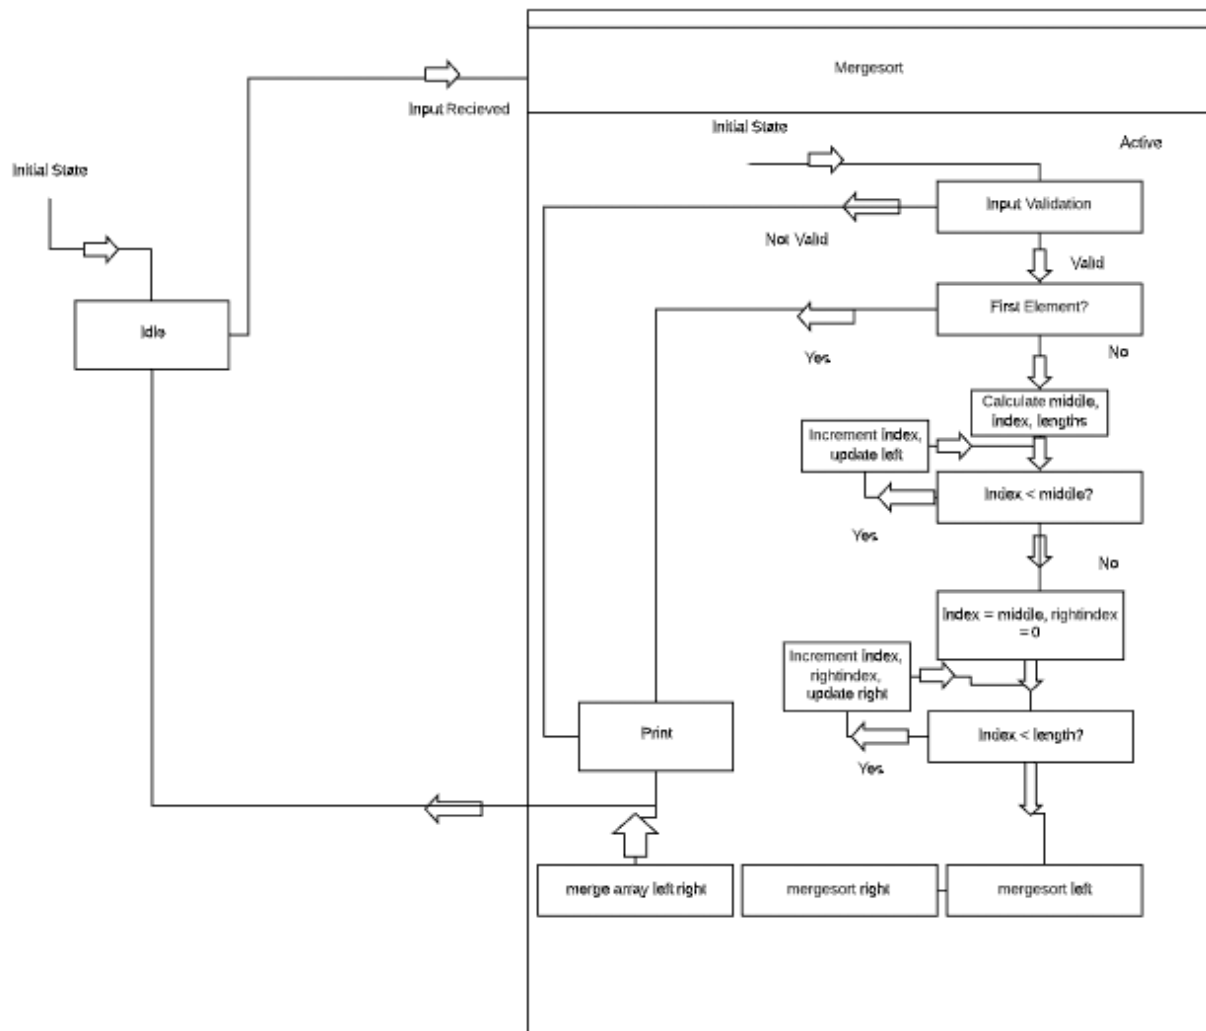 Mergesort
Input Recieved
Initial State
Active
Initial State
Input Validation
Not Valid
Valid
First Element?
Idle
Yes
No
Calculate middle,
index, lengths
Increment index,
update left
Index < middle?
Yes
No
Index = middle, rightindex
= 0
Increment index,
rightindex,
update right
Print
Index < length?
Yes
merge array left right
mergesort right
mergesort left